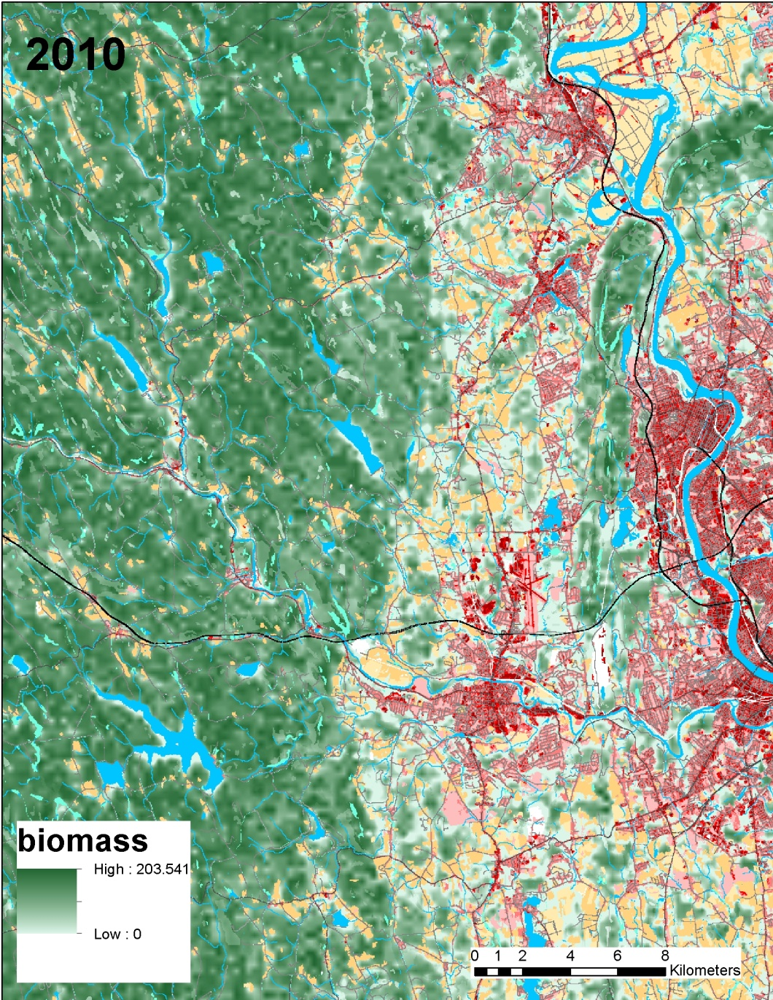 2010
biomass
High : 203.541
Low : 0
0 1 2 4 6 8
Kilometers